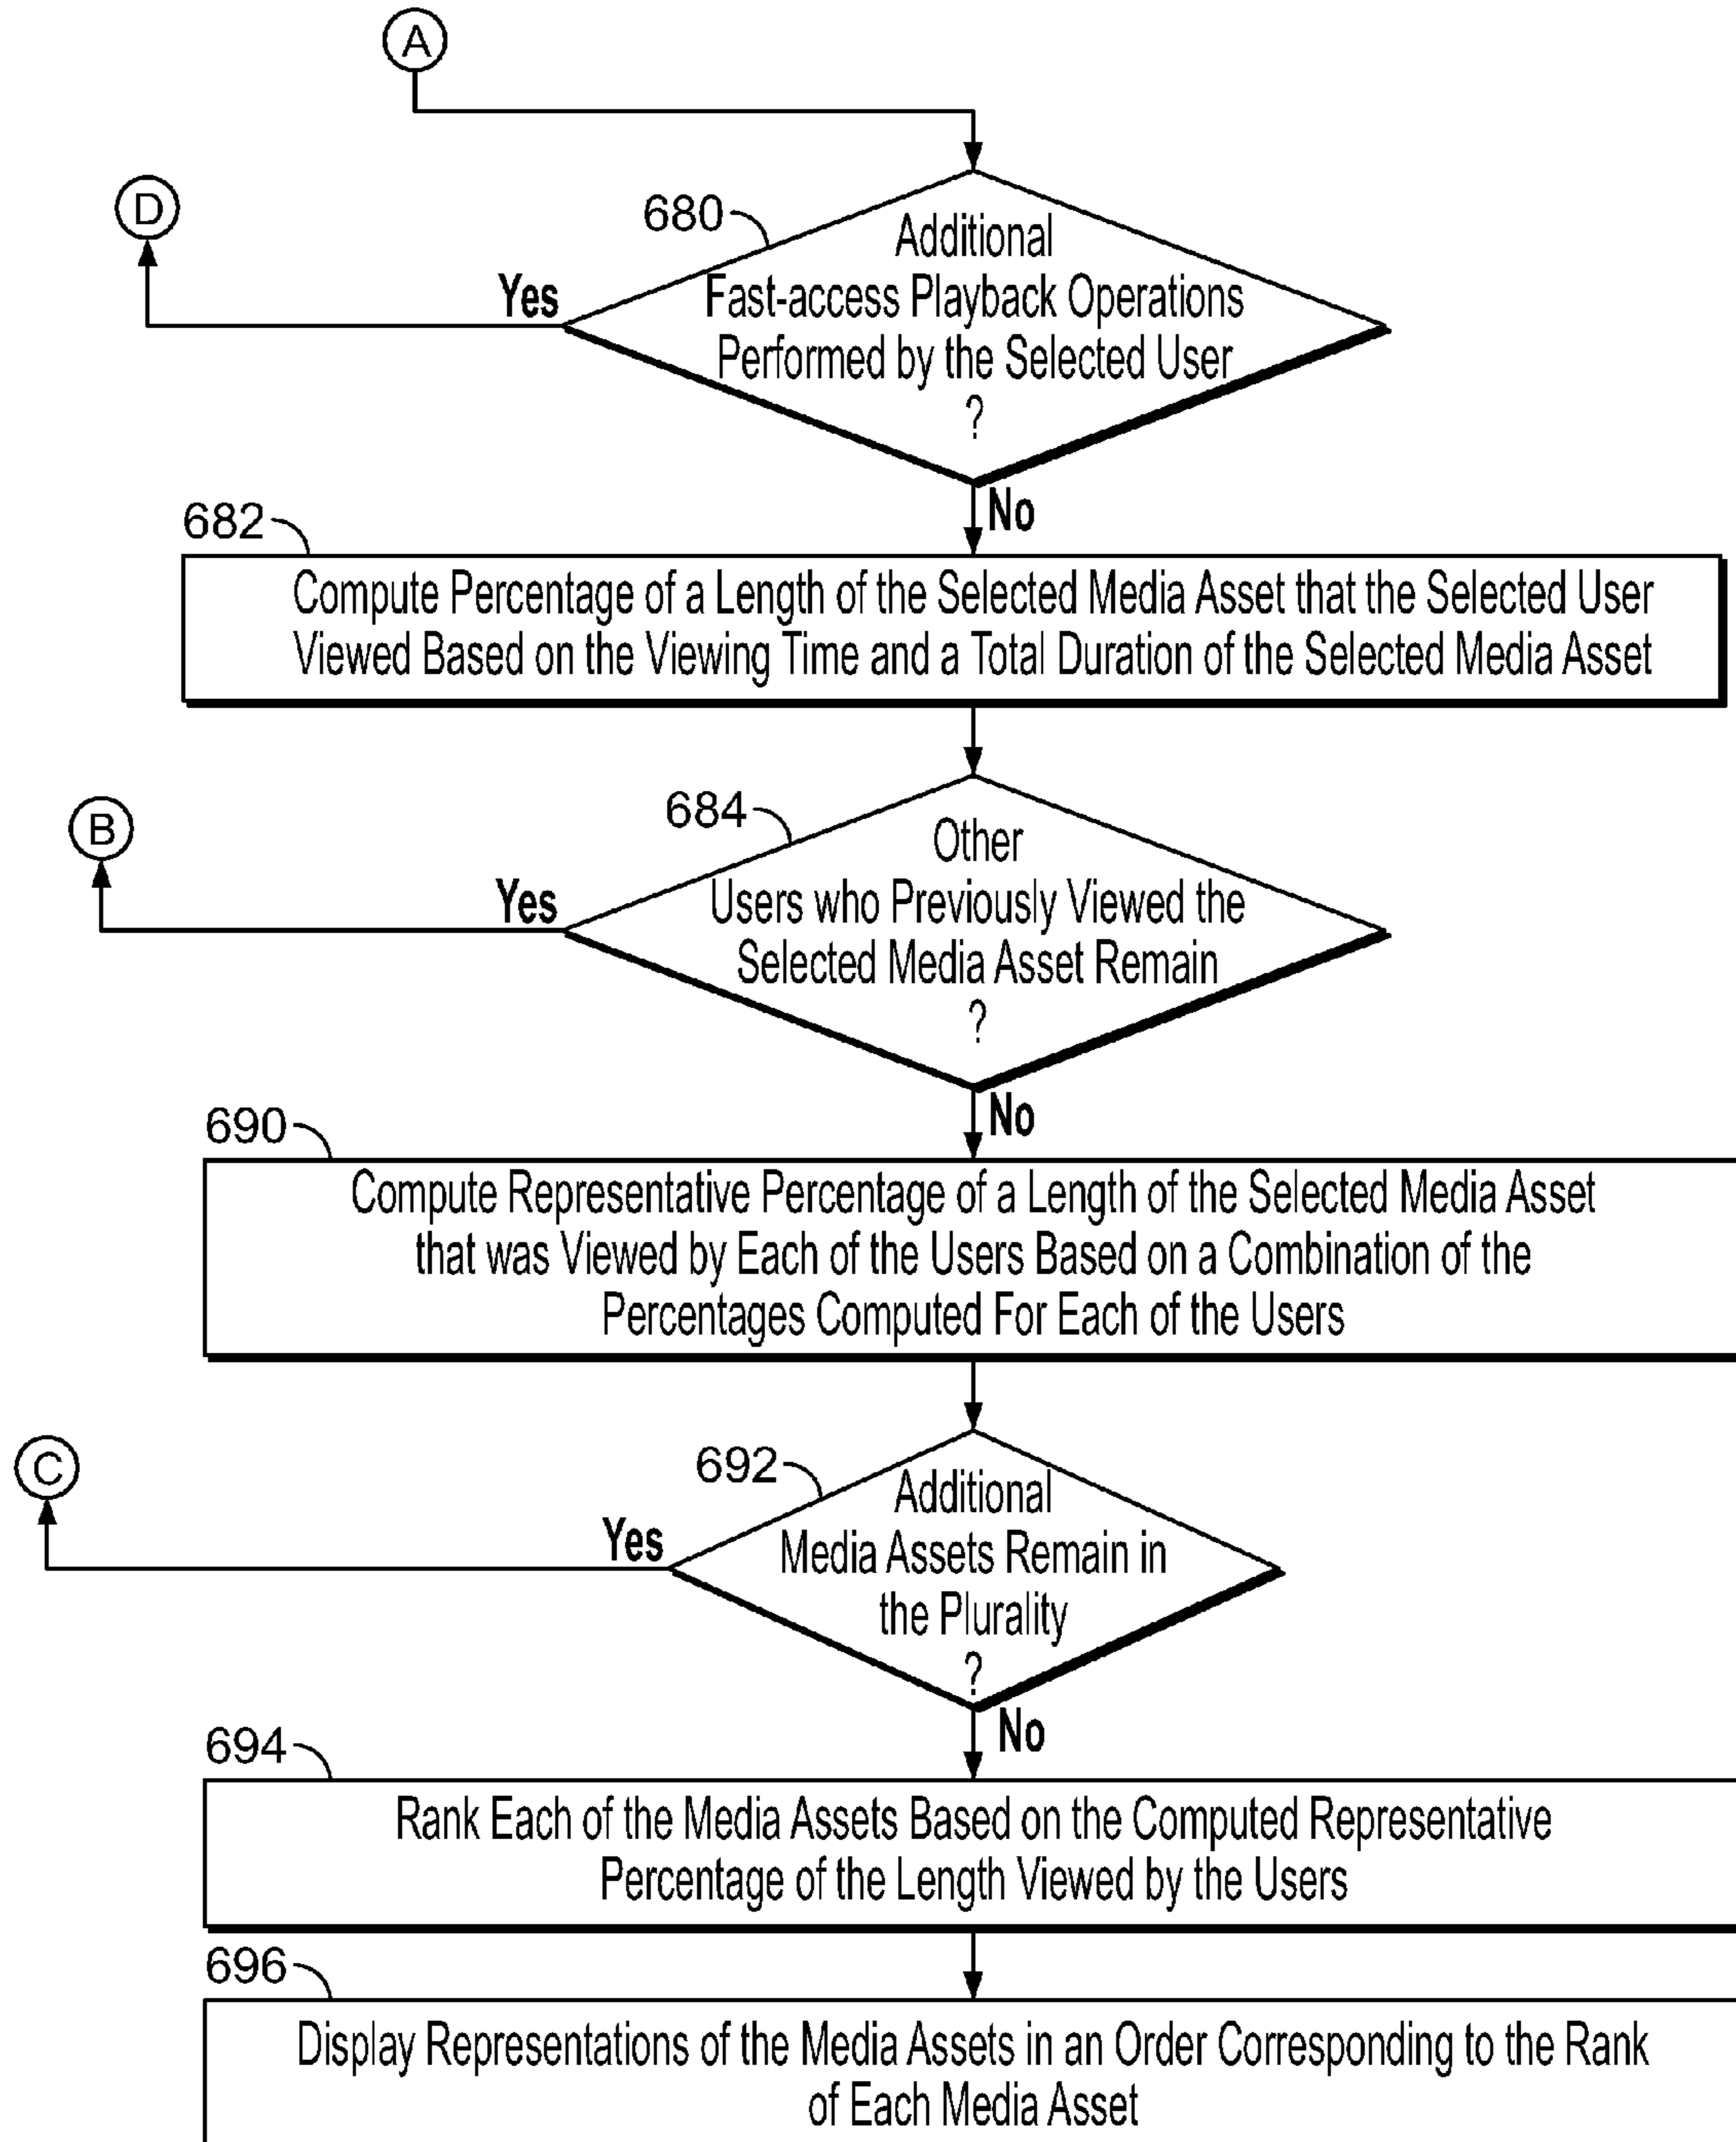 A
D
680
Additional
Fast-access Playback Operations
Performed by the Selected User
?
Yes
No
682
Compute Percentage of a Length of the Selected Media Asset that the Selected User
Viewed Based on the Viewing Time and a Total Duration of the Selected Media Asset
B
684
Other
Users who Previously Viewed the
Selected Media Asset Remain
?
Yes
No
690
Compute Representative Percentage of a Length of the Selected Media Asset
that was Viewed by Each of the Users Based on a Combination of the
Percentages Computed For Each of the Users
C
692
Additional
Media Assets Remain in
the Plurality
?
Yes
No
694
Rank Each of the Media Assets Based on the Computed Representative
Percentage of the Length Viewed by the Users
696
Display Representations of the Media Assets in an Order Corresponding to the Rank
of Each Media Asset